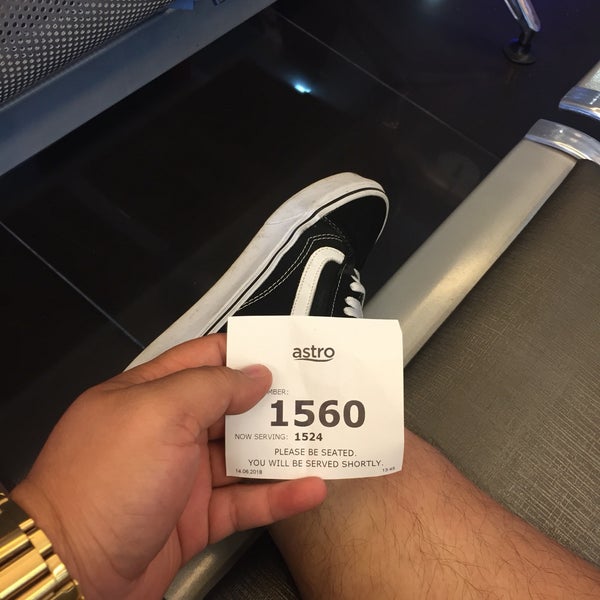 astro
1560
NOW SERVING: 1524
PLEASE BE SEATED.
YOU WILL BE SERVED SHORTLY.
14.06.2018